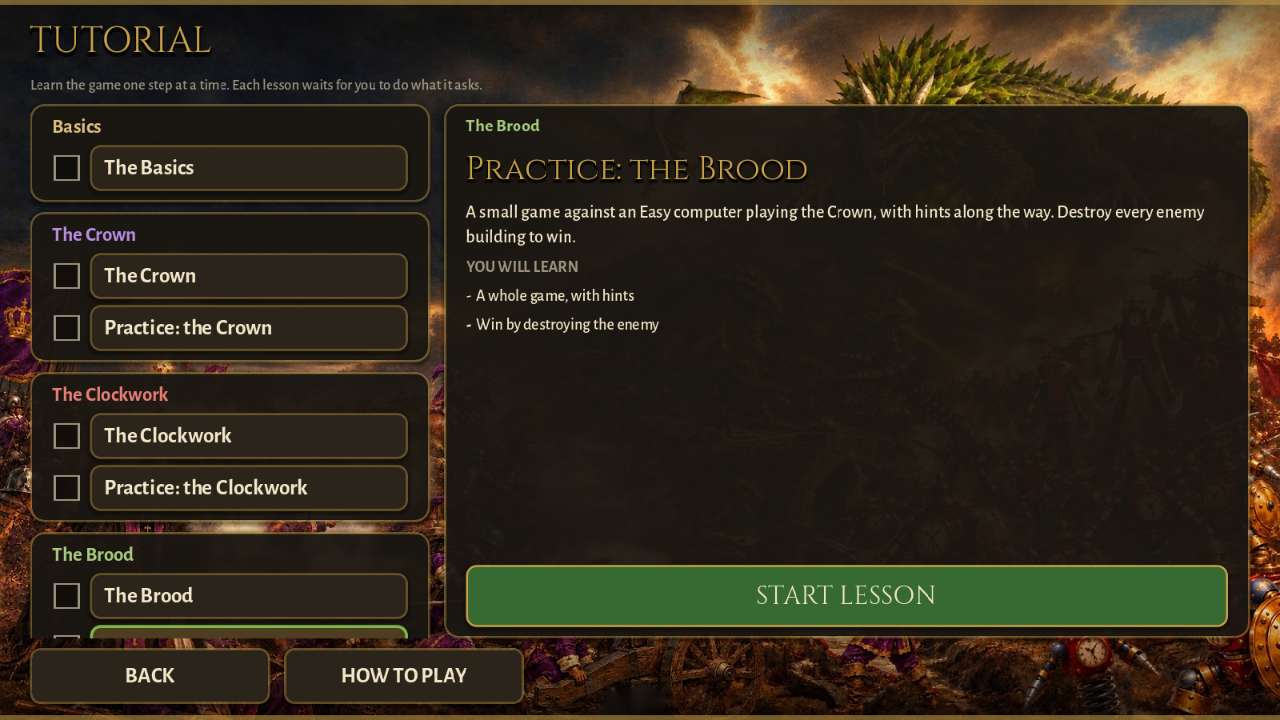 TUTORIAL
Learn the game one step at a time. Each lesson waits for you to do what it asks.
Basics
The Basics
The Crown
The Crown
Practice: the Crown
The Clockwork
The Clockwork
Practice: the Clockwork
The Brood
The Brood
BACK
HOW TO PLAY
The Brood
Practice: the Brood
A small game against an Easy computer playing the Crown, with hints along the way. Destroy every enemy
building to win.
YOU WILL LEARN
- A whole game, with hints
- Win by destroying the enemy
START LESSON